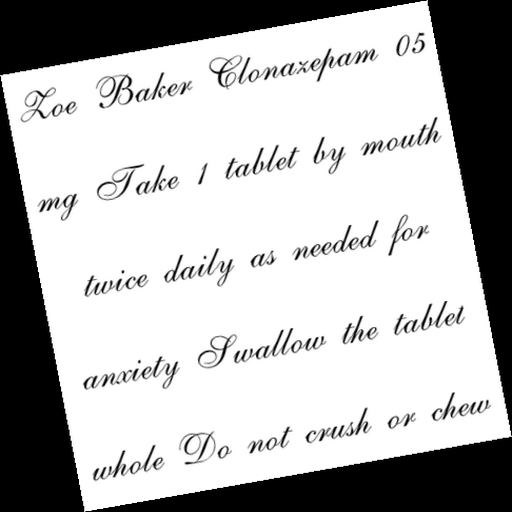 Zoe Baker Clonazepam 05
mg Take 1 tablet by mouth
twice daily as needed for
anxiety Swallow the tablet
whole Do not crush or chew